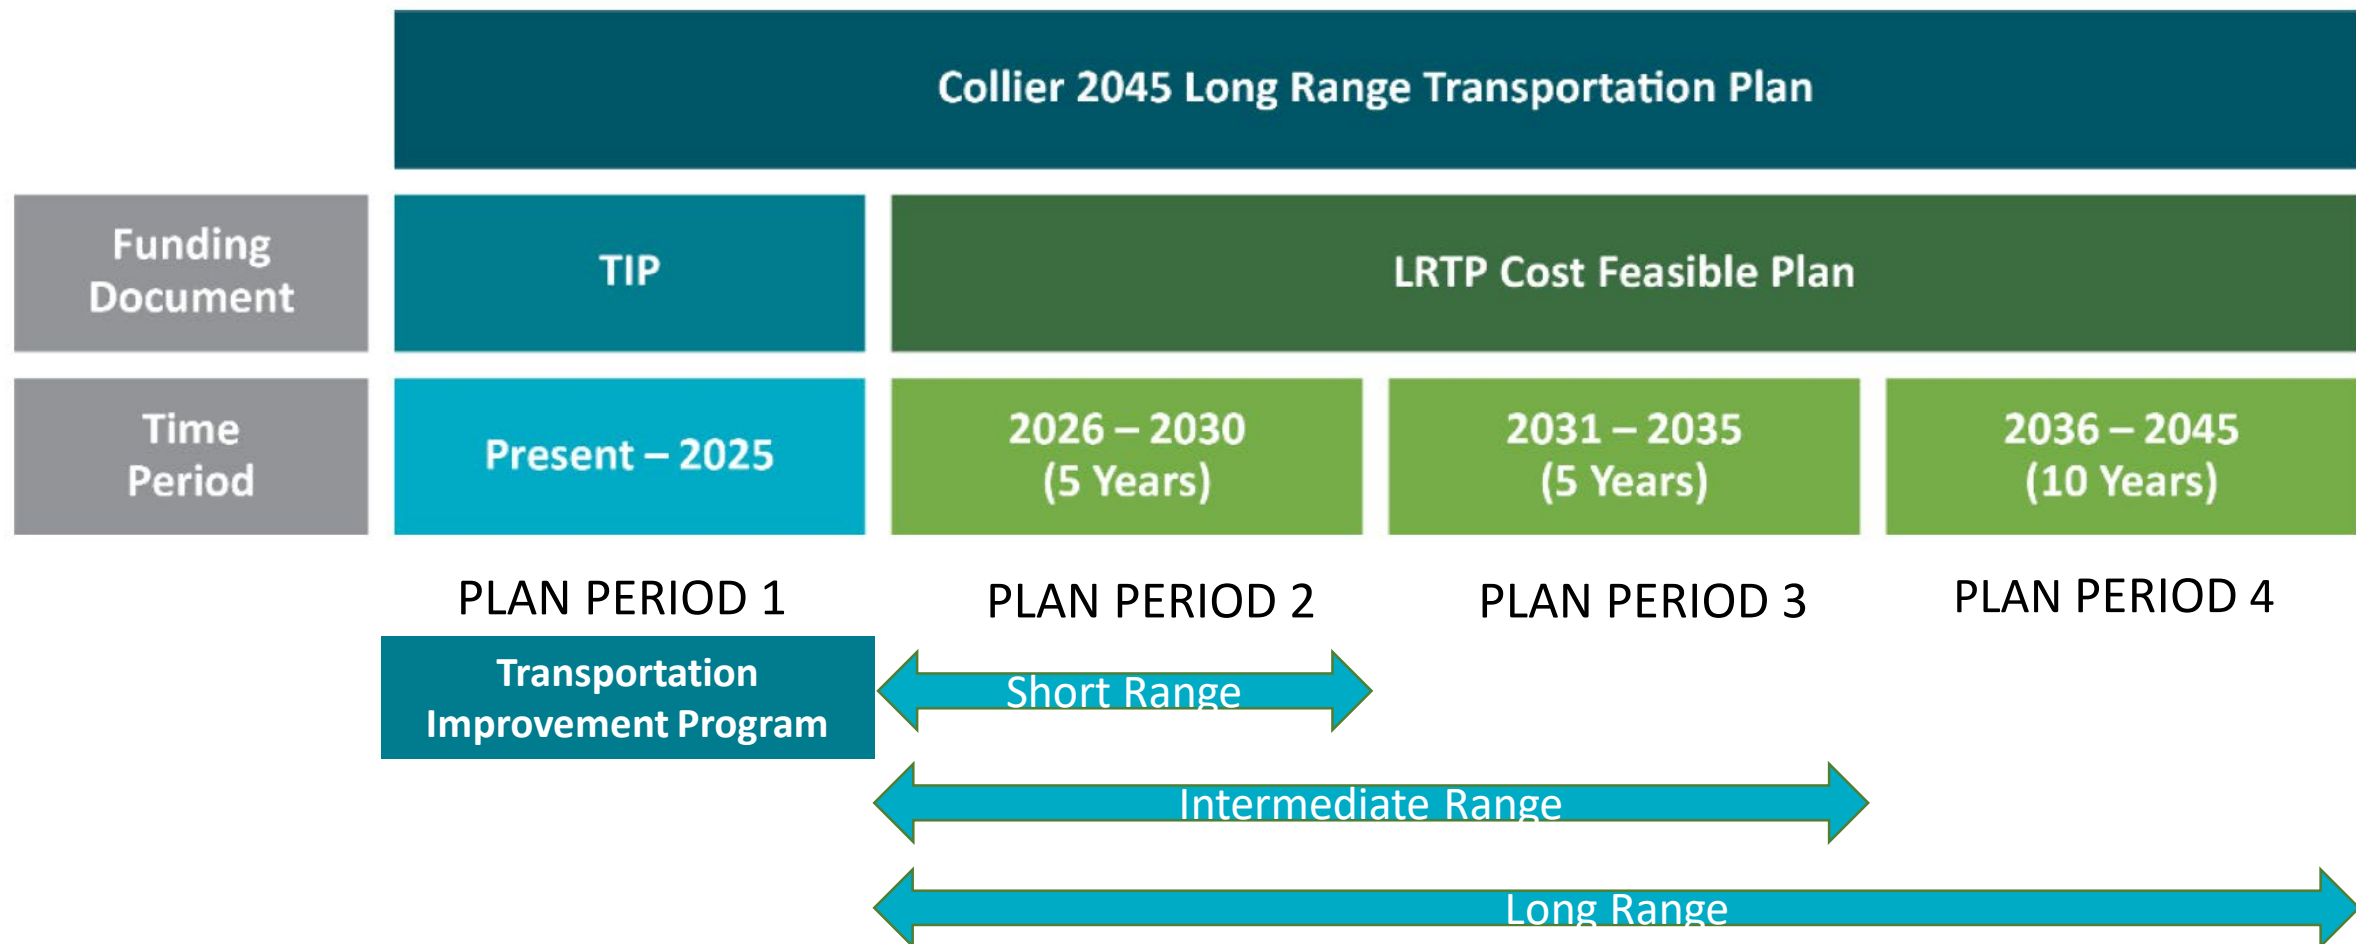 Collier 2045 Long Range Transportation Plan
Funding
Document
TIP
LRTP Cost Feasible Plan
Time
Period
Present – 2025
2026 – 2030
(5 Years)
2031 – 2035
(5 Years)
2036 – 2045
(10 Years)
PLAN PERIOD 1
PLAN PERIOD 2
PLAN PERIOD 3
PLAN PERIOD 4
Transportation
Improvement Program
Short Range
Intermediate Range
Long Range